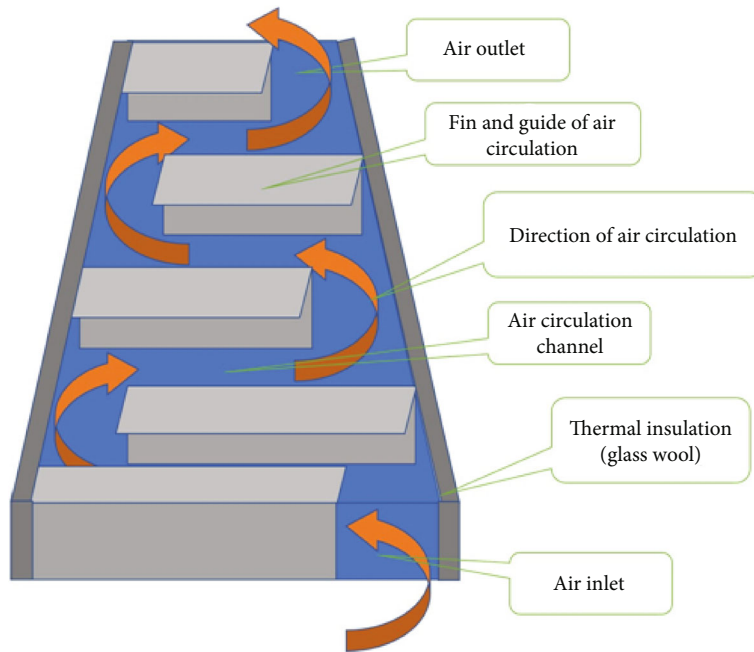 Air outlet
Fin and guide of air
circulation
Direction of air circulation
Air circulation
channel
Thermal insulation
(glass wool)
Air inlet